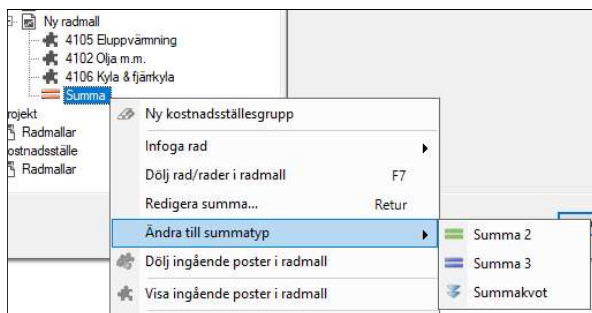 Ny radmall
4105 Eluppvärmning
4102 Olja m.m.
4106 Kyla & fjärrkyla
Summa
rojekt
Radmallar
ostnadsställe
Radmallar
Ny kostnadsställesgrupp
Infoga rad
Dölj rad/rader i radmall F7
Redigera summa... Retur
Ändra till summatyp
Dölj ingående poster i radmall
Visa ingående poster i radmall
Summa 2
Summa 3
Summakvot